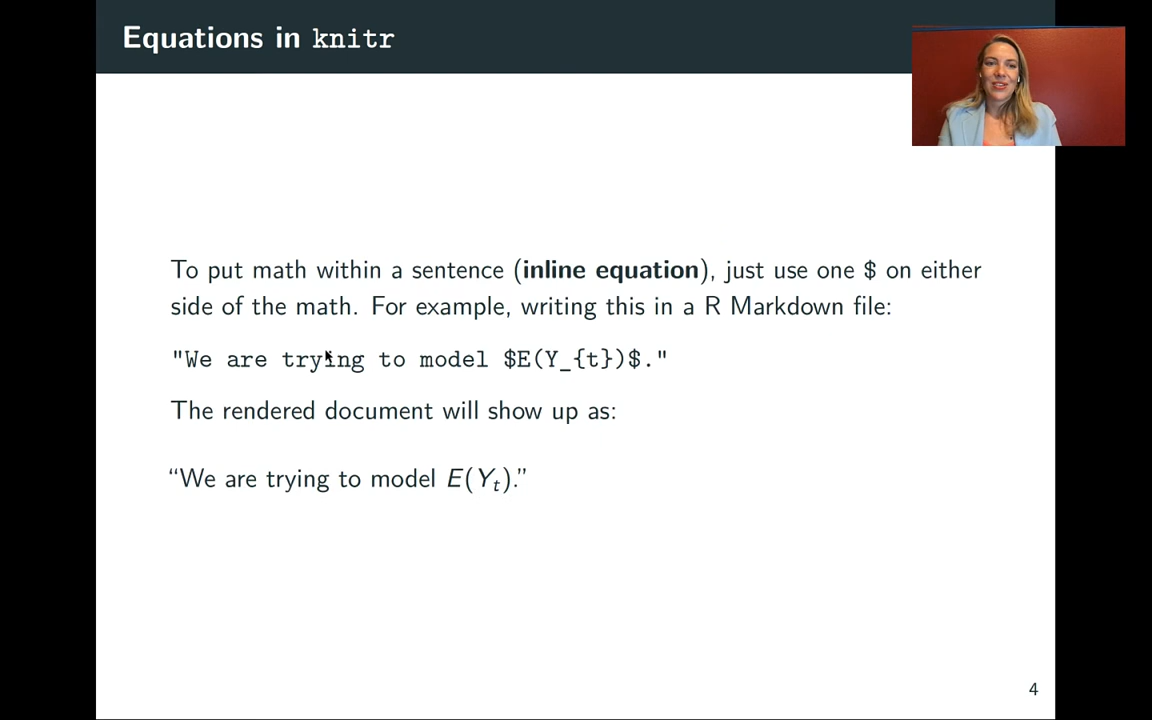 Equations in knitr
To put math within a sentence (inline equation), just use one $ on either
side of the math. For example, writing this in a R Markdown file:
"We are trying to model $E(Y_{t})$."
The rendered document will show up as:
“We are trying to model E(Yₜ).”
4